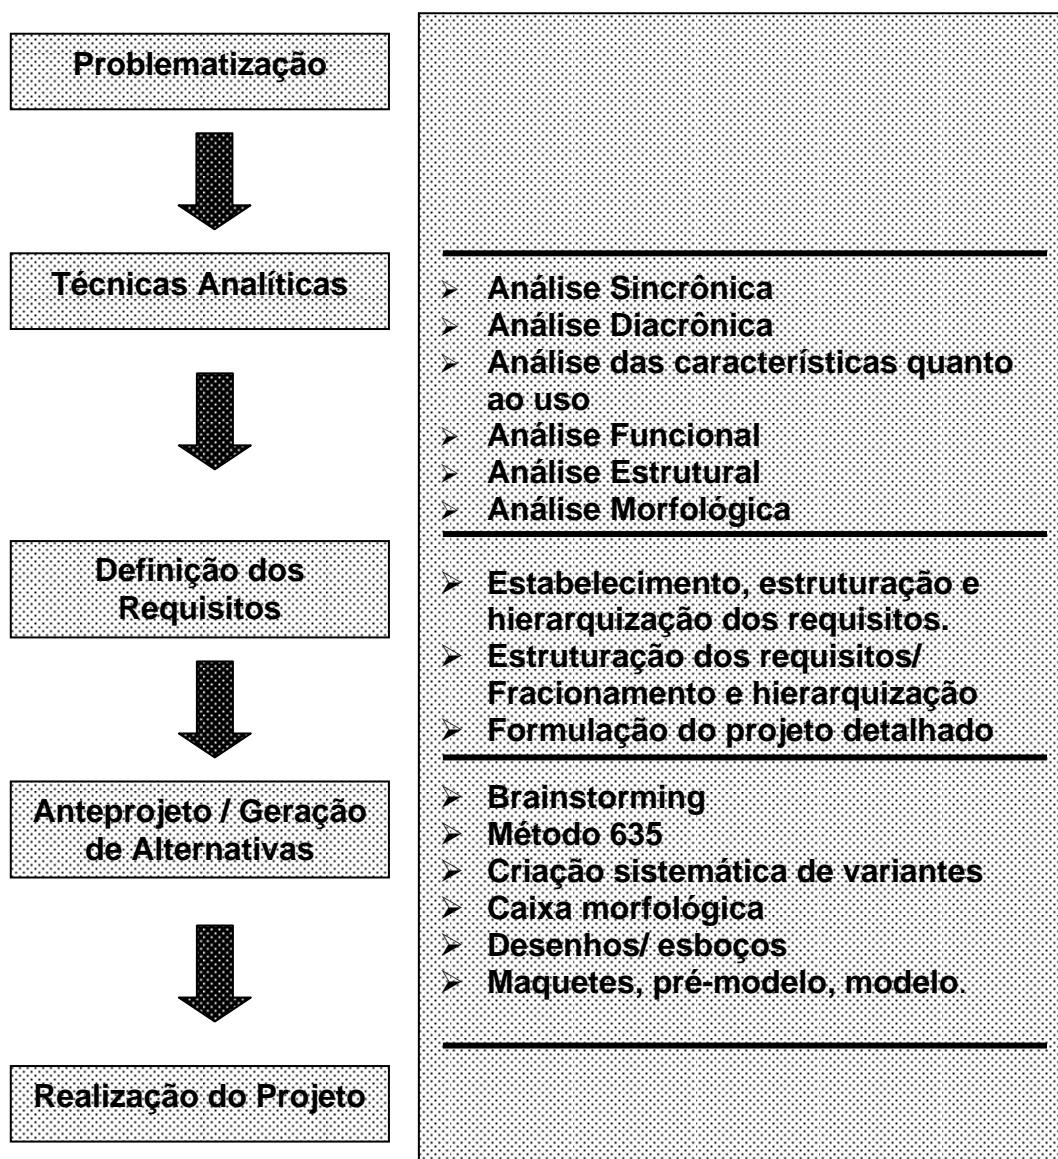 Problematização
Técnicas Analíticas
➢ Análise Sincrônica
➢ Análise Diacrônica
➢ Análise das características quanto
ao uso
➢ Análise Funcional
➢ Análise Estrutural
➢ Análise Morfológica
Definição dos
Requisitos
➢ Estabelecimento, estruturação e
hierarquização dos requisitos.
➢ Estruturação dos requisitos/
Fracionamento e hierarquização
➢ Formulação do projeto detalhado
Anteprojeto / Geração
de Alternativas
➢ Brainstorming
➢ Método 635
➢ Criação sistemática de variantes
➢ Caixa morfológica
➢ Desenhos/ esboços
➢ Maquetes, pré-modelo, modelo.
Realização do Projeto